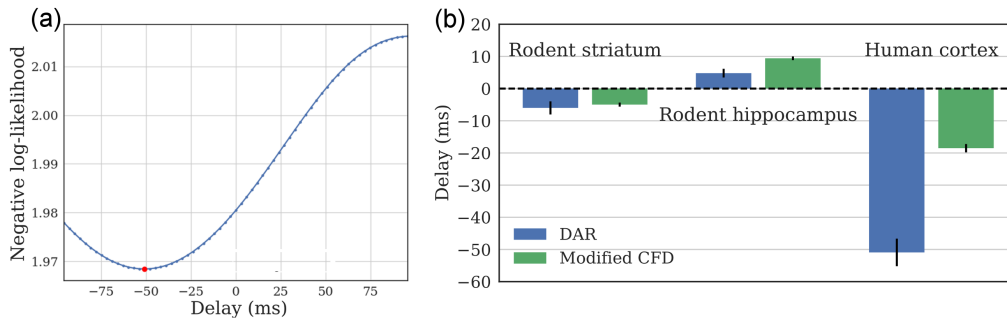 (a)
Negative log-likelihood
2.01
2.00
1.99
1.98
1.97
−75 −50 −25 0 25 50 75
Delay (ms)
(b)
Delay (ms)
20
10
0
−10
−20
−30
−40
−50
−60
Rodent striatum
Rodent hippocampus
Human cortex
DAR
Modified CFD